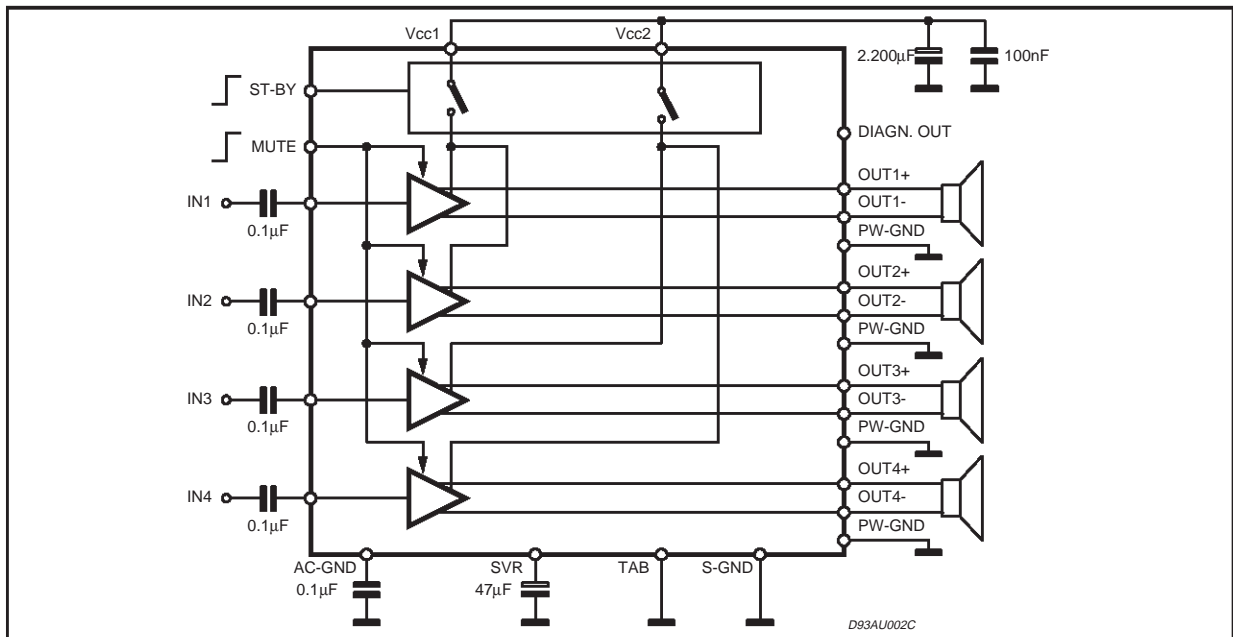 Vcc1
Vcc2
2.200µF
100nF
ST-BY
DIAGN. OUT
MUTE
OUT1+
IN1
OUT1-
0.1µF
PW-GND
OUT2+
IN2
OUT2-
0.1µF
PW-GND
OUT3+
IN3
OUT3-
0.1µF
PW-GND
OUT4+
IN4
OUT4-
0.1µF
PW-GND
AC-GND
SVR
TAB
S-GND
0.1µF
47µF
D93AU002C